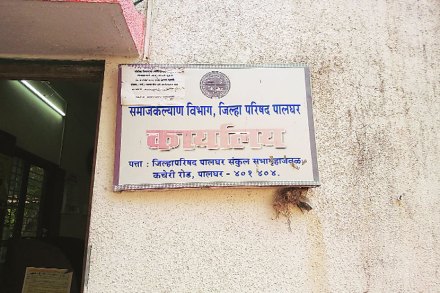 समाजकल्याण विभाग, जिल्हा परिषद पालघर
कार्यालय
पत्ता : जिल्हापरिषद पालघर संकुल सभागृहाजवळ
कचेरी रोड, पालघर - ४०१ ४०४.